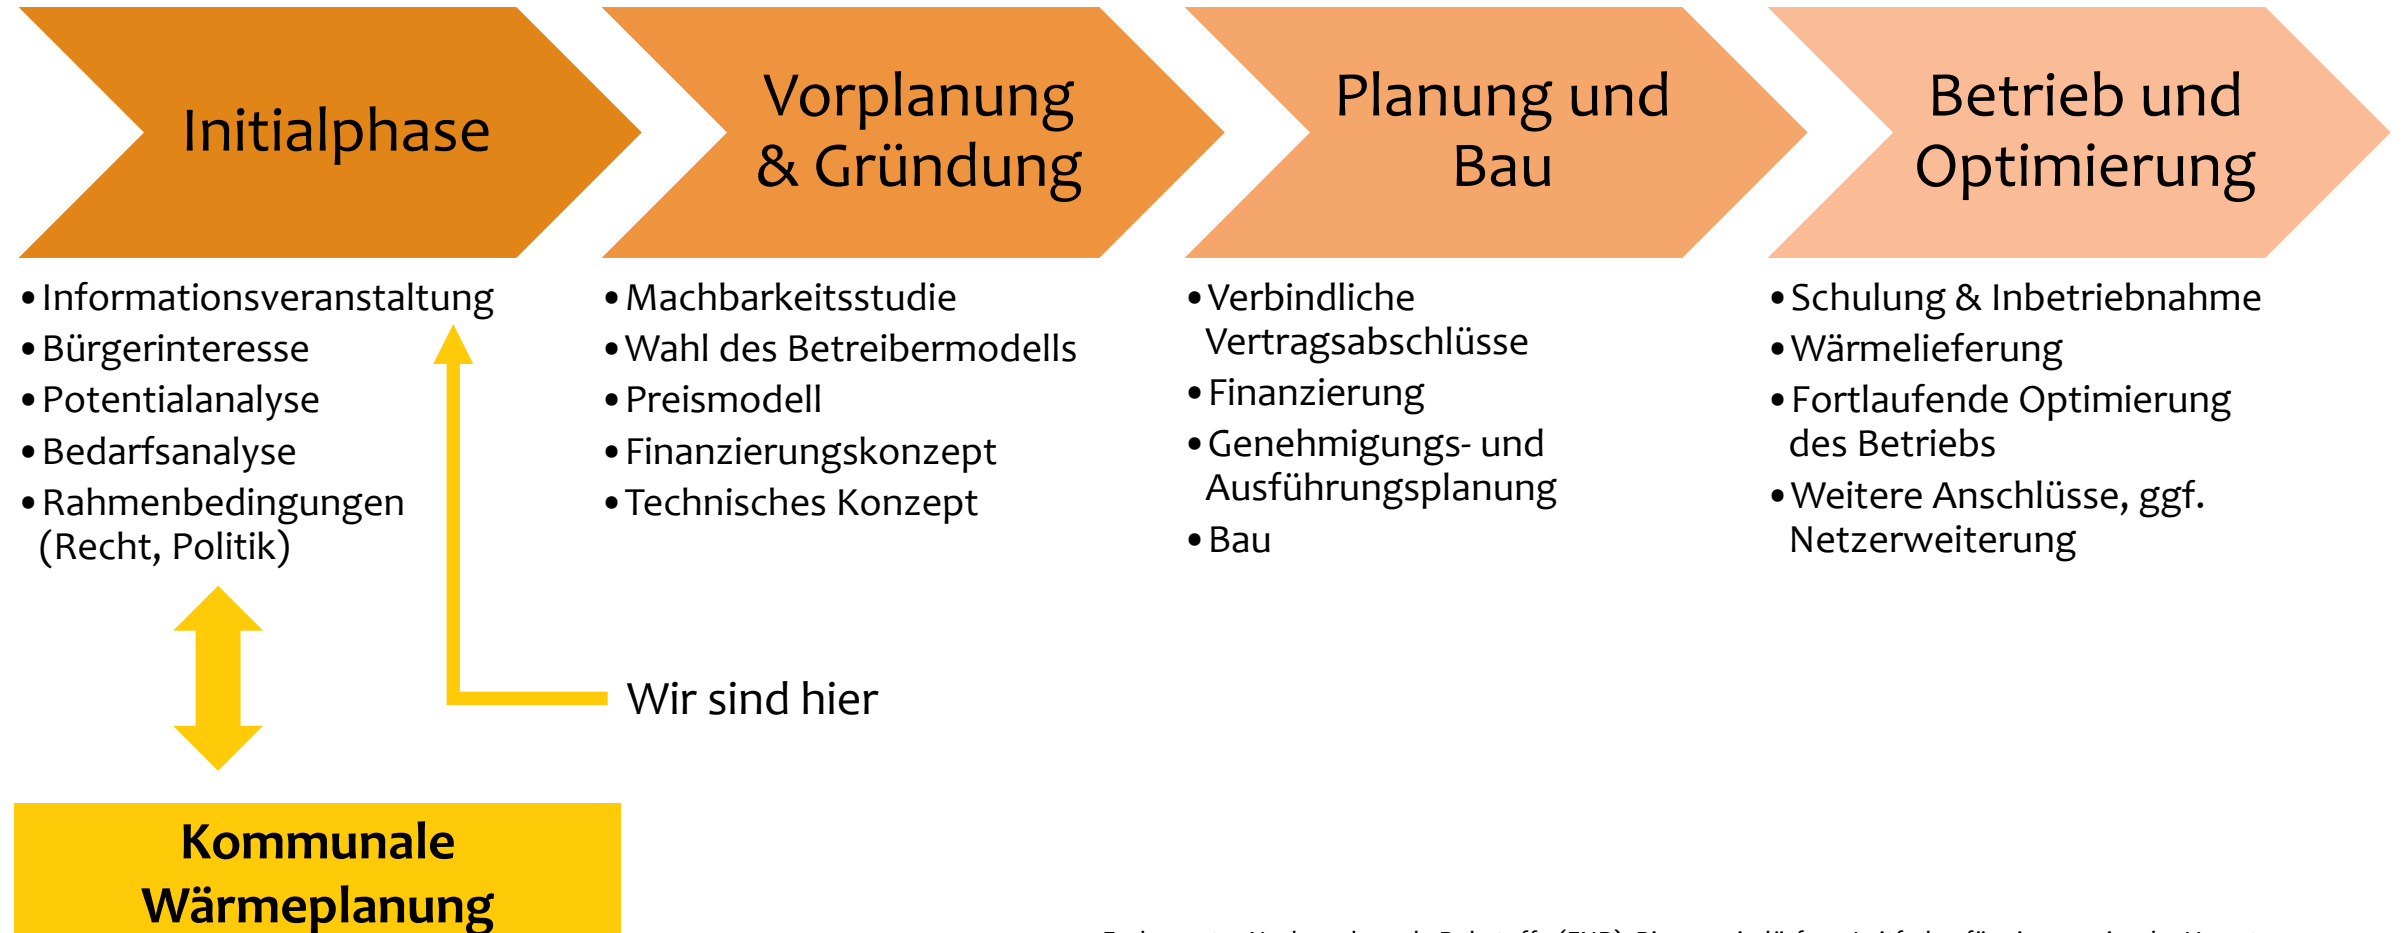 Initialphase
Vorplanung
& Gründung
Planung und
Bau
Betrieb und
Optimierung
•Informationsveranstaltung
•Bürgerinteresse
•Potentialanalyse
•Bedarfsanalyse
•Rahmenbedingungen
(Recht, Politik)
•Machbarkeitsstudie
•Wahl des Betreibermodells
•Preismodell
•Finanzierungskonzept
•Technisches Konzept
•Verbindliche
Vertragsabschlüsse
•Finanzierung
•Genehmigungs- und
Ausführungsplanung
•Bau
•Schulung & Inbetriebnahme
•Wärmelieferung
•Fortlaufende Optimierung
des Betriebs
•Weitere Anschlüsse, ggf.
Netzerweiterung
Wir sind hier
Kommunale
Wärmeplanung